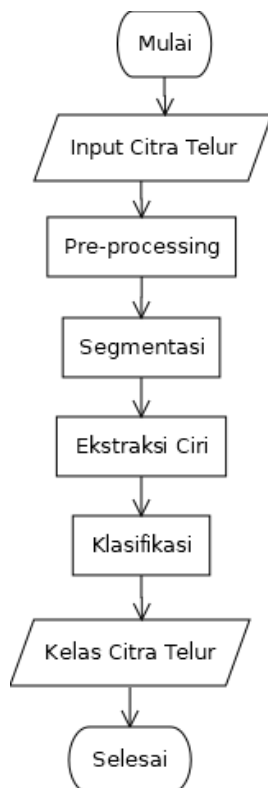 Mulai
Input Citra Telur
Pre-processing
Segmentasi
Ekstraksi Ciri
Klasifikasi
Kelas Citra Telur
Selesai